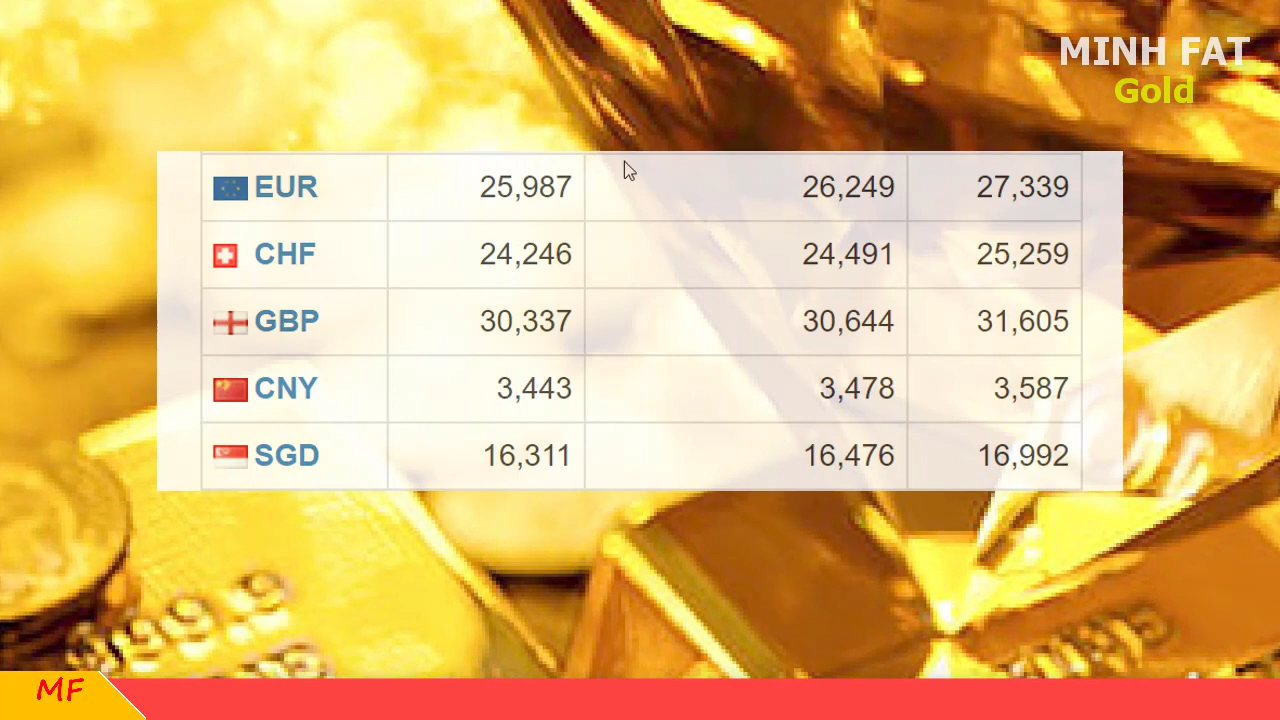 MINH FAT
Gold
EUR 25,987 26,249 27,339
CHF 24,246 24,491 25,259
GBP 30,337 30,644 31,605
CNY 3,443 3,478 3,587
SGD 16,311 16,476 16,992
999.9
MF